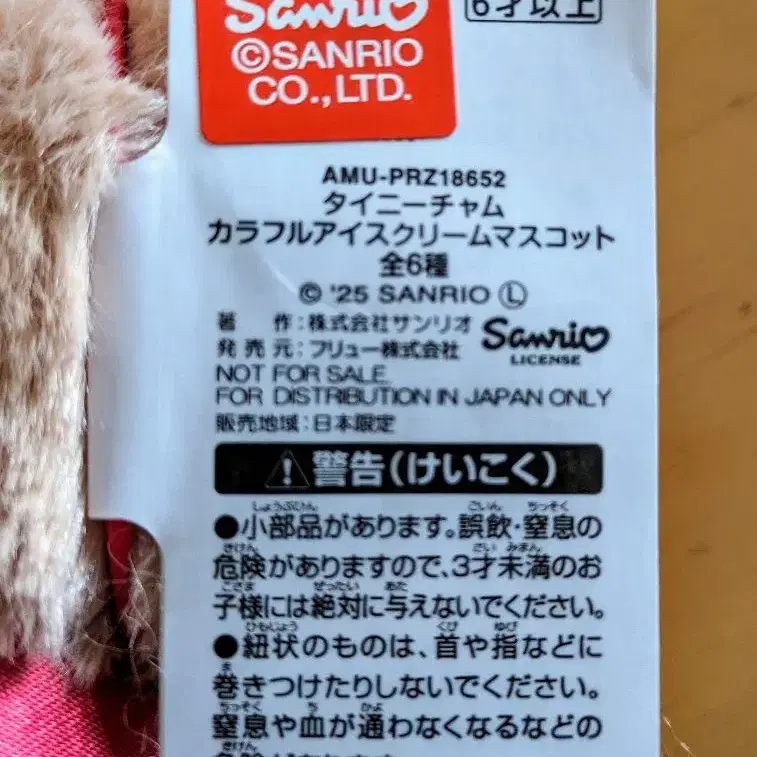 Sanrio
©SANRIO
CO.,LTD.
6才以上
AMU-PRZ18652
タイニーチャム
カラフルアイスクリームマスコット
全6種
© '25 SANRIO Ⓛ
著 作:株式会社サンリオ
発売元:フリュー株式会社
Sanrio
LICENSE
NOT FOR SALE.
FOR DISTRIBUTION IN JAPAN ONLY
販売地域:日本限定
警告(けいこく)
●小部品があります。誤飲・窒息の
危険がありますので、3才未満のお
子様には絶対に与えないでください。
●紐状のものは、首や指などに
巻きつけたりしないでください。
窒息や血が通わなくなるなどの